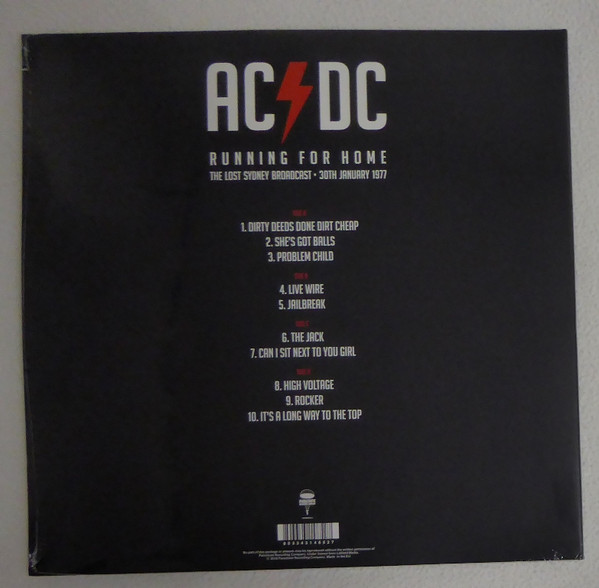 AC DC
RUNNING FOR HOME
THE LOST SYDNEY BROADCAST • 30TH JANUARY 1977
1. DIRTY DEEDS DONE DIRT CHEAP
2. SHE'S GOT BALLS
3. PROBLEM CHILD
4. LIVE WIRE
5. JAILBREAK
6. THE JACK
7. CAN I SIT NEXT TO YOU GIRL
8. HIGH VOLTAGE
9. ROCKER
10. IT'S A LONG WAY TO THE TOP